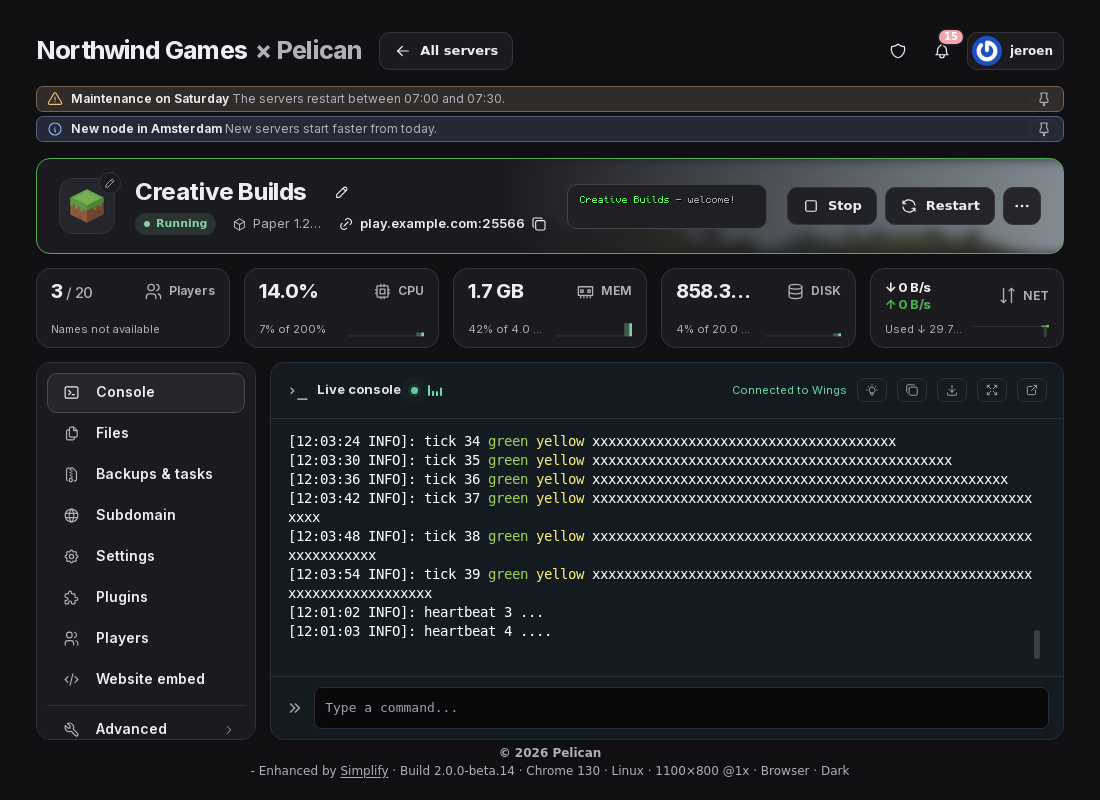 Northwind Games × Pelican
All servers
15
jeroen
Maintenance on Saturday The servers restart between 07:00 and 07:30.
New node in Amsterdam New servers start faster from today.
Creative Builds
Running
Paper 1.2...
play.example.com:25566
Creative Builds – welcome!
Stop
Restart
3 / 20
Players
Names not available
14.0%
CPU
7% of 200%
1.7 GB
MEM
42% of 4.0 ...
858.3...
DISK
4% of 20.0 ...
↓ 0 B/s
↑ 0 B/s
NET
Used ↓ 29.7...
Console
Files
Backups & tasks
Subdomain
Settings
Plugins
Players
Website embed
Advanced
Live console
Connected to Wings
[12:03:24 INFO]: tick 34 green yellow xxxxxxxxxxxxxxxxxxxxxxxxxxxxxxxxxxxxxx
[12:03:30 INFO]: tick 35 green yellow xxxxxxxxxxxxxxxxxxxxxxxxxxxxxxxxxxxxxxxxxxxxx
[12:03:36 INFO]: tick 36 green yellow xxxxxxxxxxxxxxxxxxxxxxxxxxxxxxxxxxxxxxxxxxxxxxxxxxxx
[12:03:42 INFO]: tick 37 green yellow xxxxxxxxxxxxxxxxxxxxxxxxxxxxxxxxxxxxxxxxxxxxxxxxxxxxxxx
xxxx
[12:03:48 INFO]: tick 38 green yellow xxxxxxxxxxxxxxxxxxxxxxxxxxxxxxxxxxxxxxxxxxxxxxxxxxxxxxx
xxxxxxxxxxx
[12:03:54 INFO]: tick 39 green yellow xxxxxxxxxxxxxxxxxxxxxxxxxxxxxxxxxxxxxxxxxxxxxxxxxxxxxxx
xxxxxxxxxxxxxxxxxx
[12:01:02 INFO]: heartbeat 3 ...
[12:01:03 INFO]: heartbeat 4 ....
Type a command...
© 2026 Pelican
- Enhanced by Simplify · Build 2.0.0-beta.14 · Chrome 130 · Linux · 1100×800 @1x · Browser · Dark